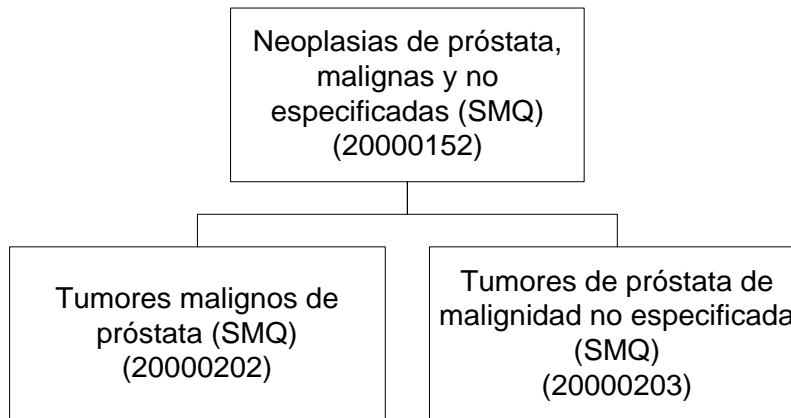 Neoplasias de próstata,
malignas y no
especificadas (SMQ)
(20000152)
Tumores malignos de
próstata (SMQ)
(20000202)
Tumores de próstata de
malignidad no especificada
(SMQ)
(20000203)